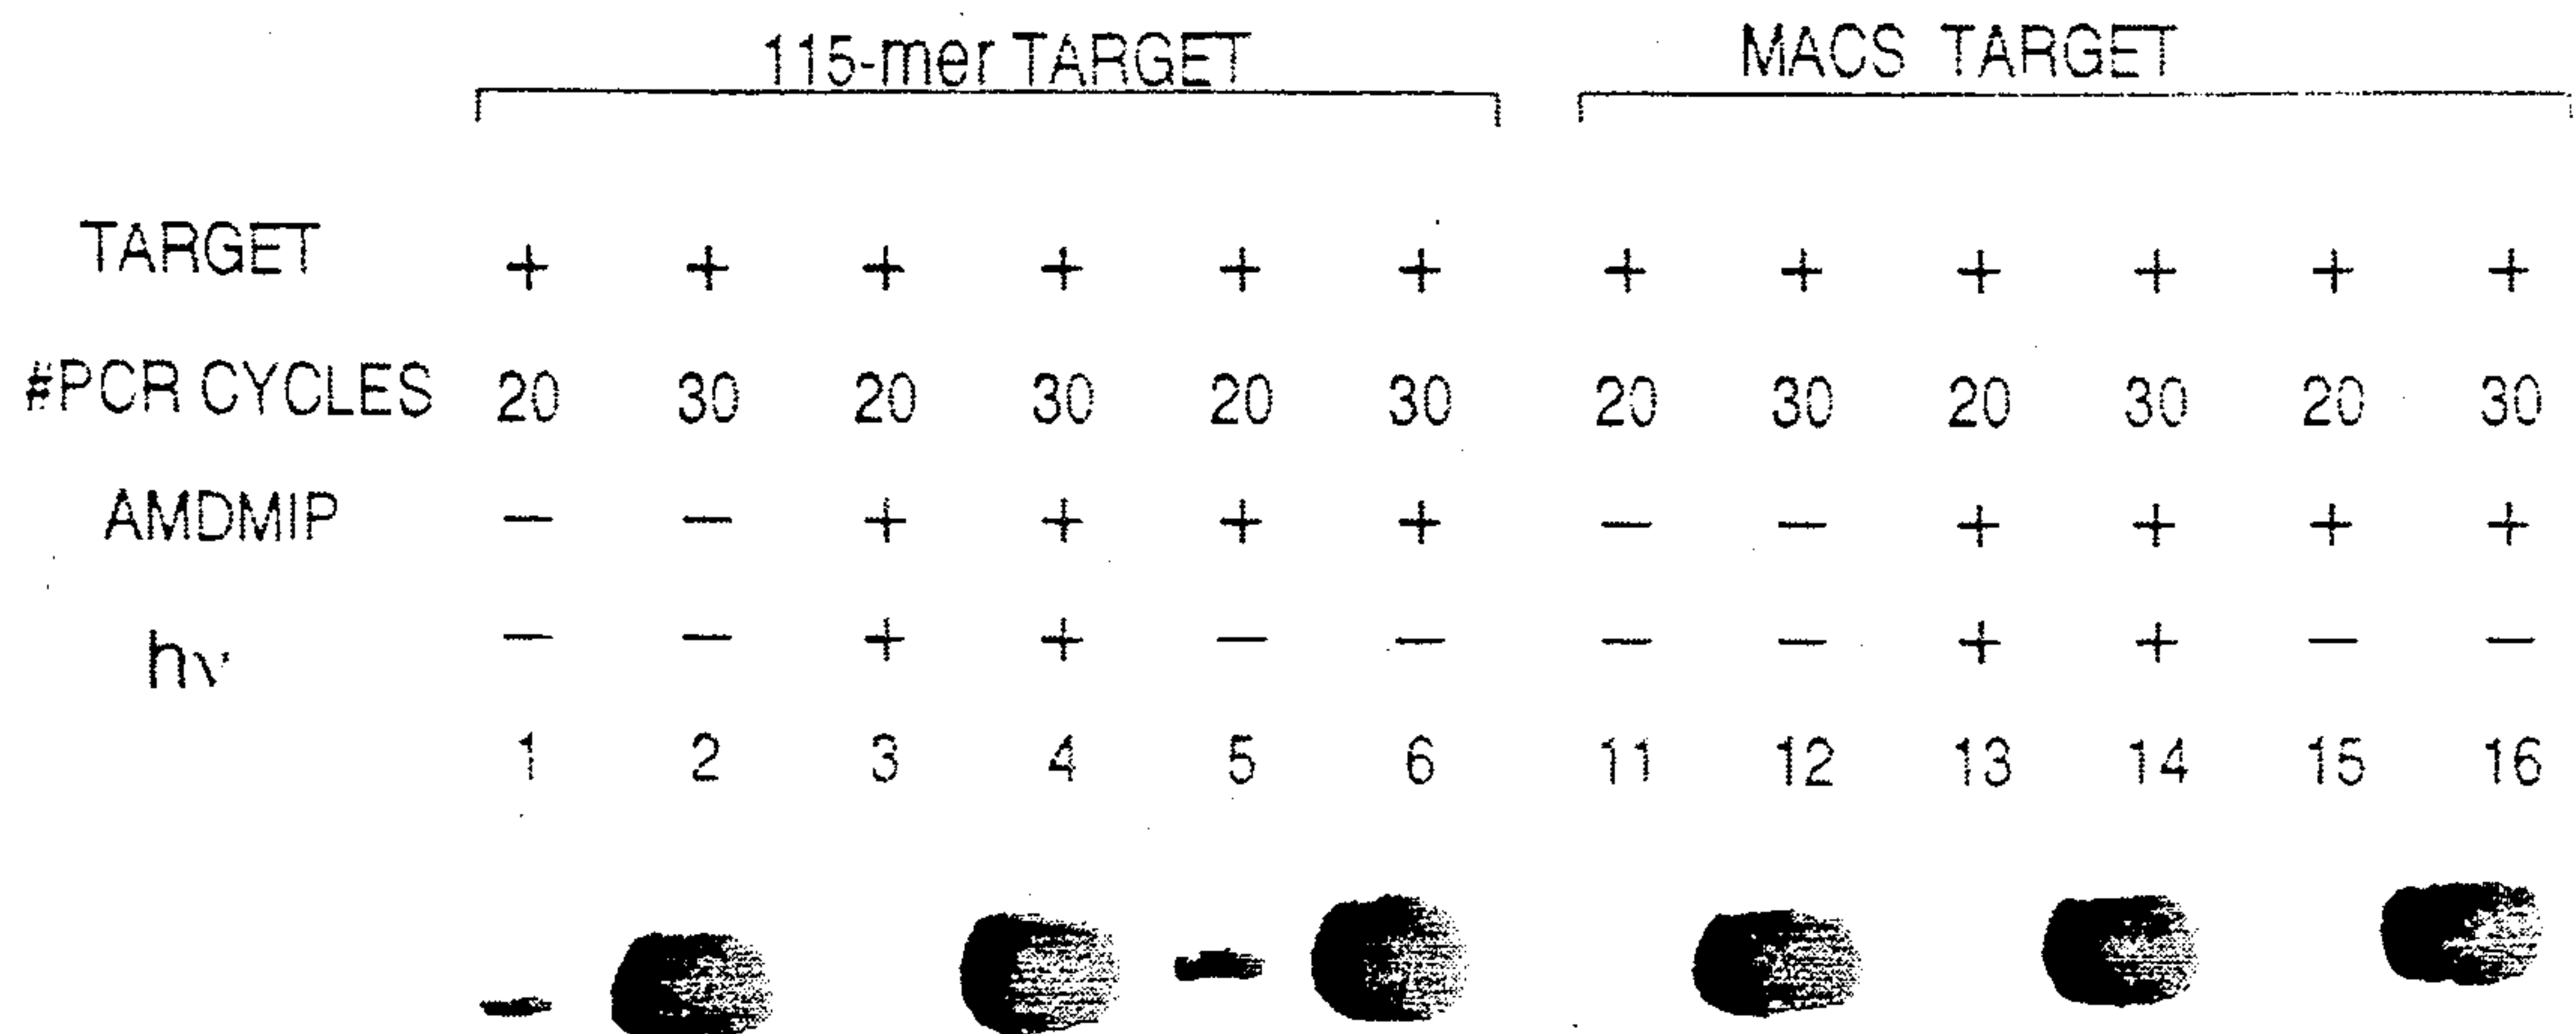 115-mer TARGET MACS TARGET
TARGET + + + + + + + + + + + +
#PCR CYCLES 20 30 20 30 20 30 20 30 20 30 20 30
AMDMIP − − + + + + − − + + + +
hν − − + + − − − − + + − −
1 2 3 4 5 6 11 12 13 14 15 16